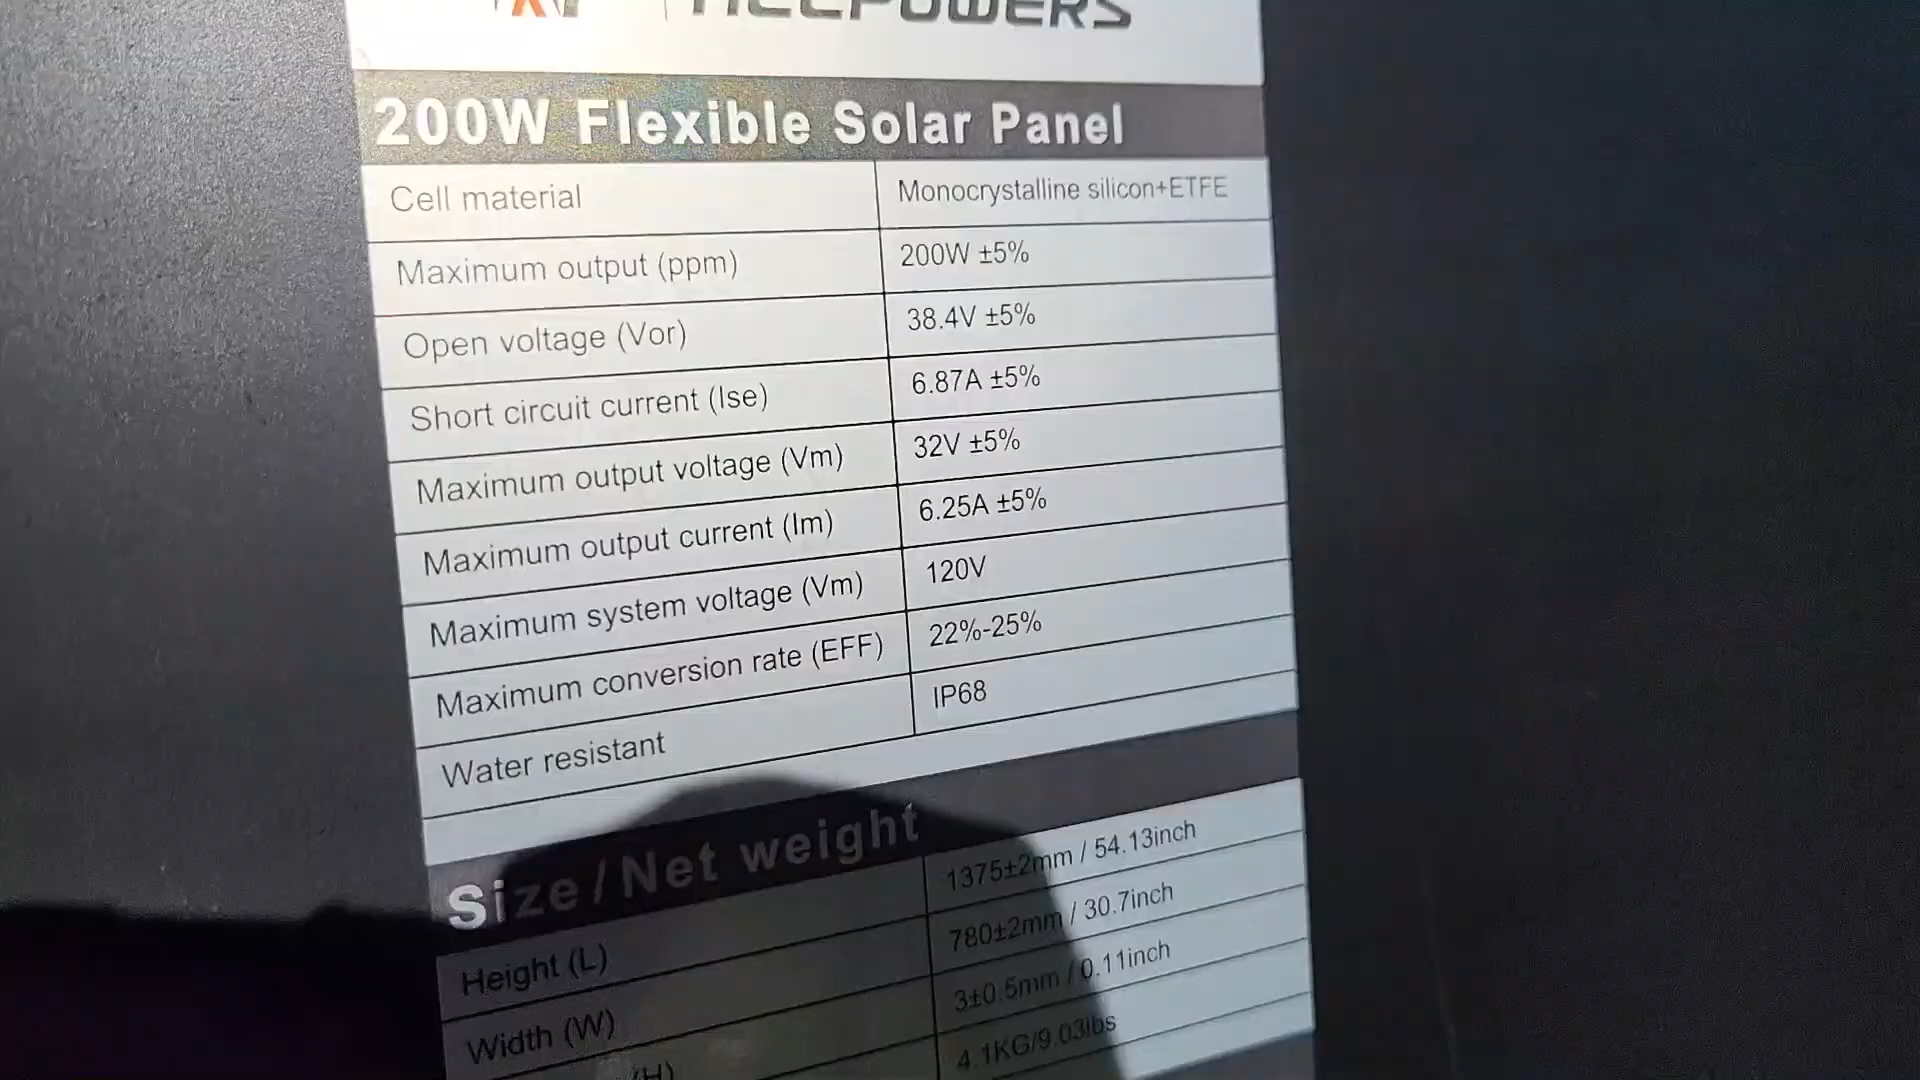 200W Flexible Solar Panel
Cell material Monocrystalline silicon+ETFE
Maximum output (ppm) 200W ±5%
Open voltage (Vor) 38.4V ±5%
Short circuit current (Ise) 6.87A ±5%
Maximum output voltage (Vm) 32V ±5%
Maximum output current (Im) 6.25A ±5%
Maximum system voltage (Vm) 120V
Maximum conversion rate (EFF) 22%-25%
Water resistant IP68
Size/Net weight
Height (L) 1375±2mm / 54.13inch
Width (W) 780±2mm / 30.7inch
(H) 3±0.5mm / 0.11inch
4.1KG/9.03lbs